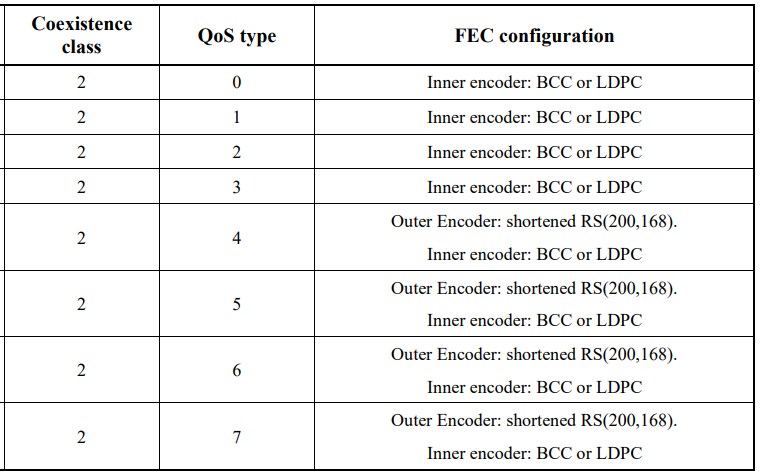 Coexistence class QoS type FEC configuration
2 0 Inner encoder: BCC or LDPC
2 1 Inner encoder: BCC or LDPC
2 2 Inner encoder: BCC or LDPC
2 3 Inner encoder: BCC or LDPC
2 4 Outer Encoder: shortened RS(200,168).
Inner encoder: BCC or LDPC
2 5 Outer Encoder: shortened RS(200,168).
Inner encoder: BCC or LDPC
2 6 Outer Encoder: shortened RS(200,168).
Inner encoder: BCC or LDPC
2 7 Outer Encoder: shortened RS(200,168).
Inner encoder: BCC or LDPC